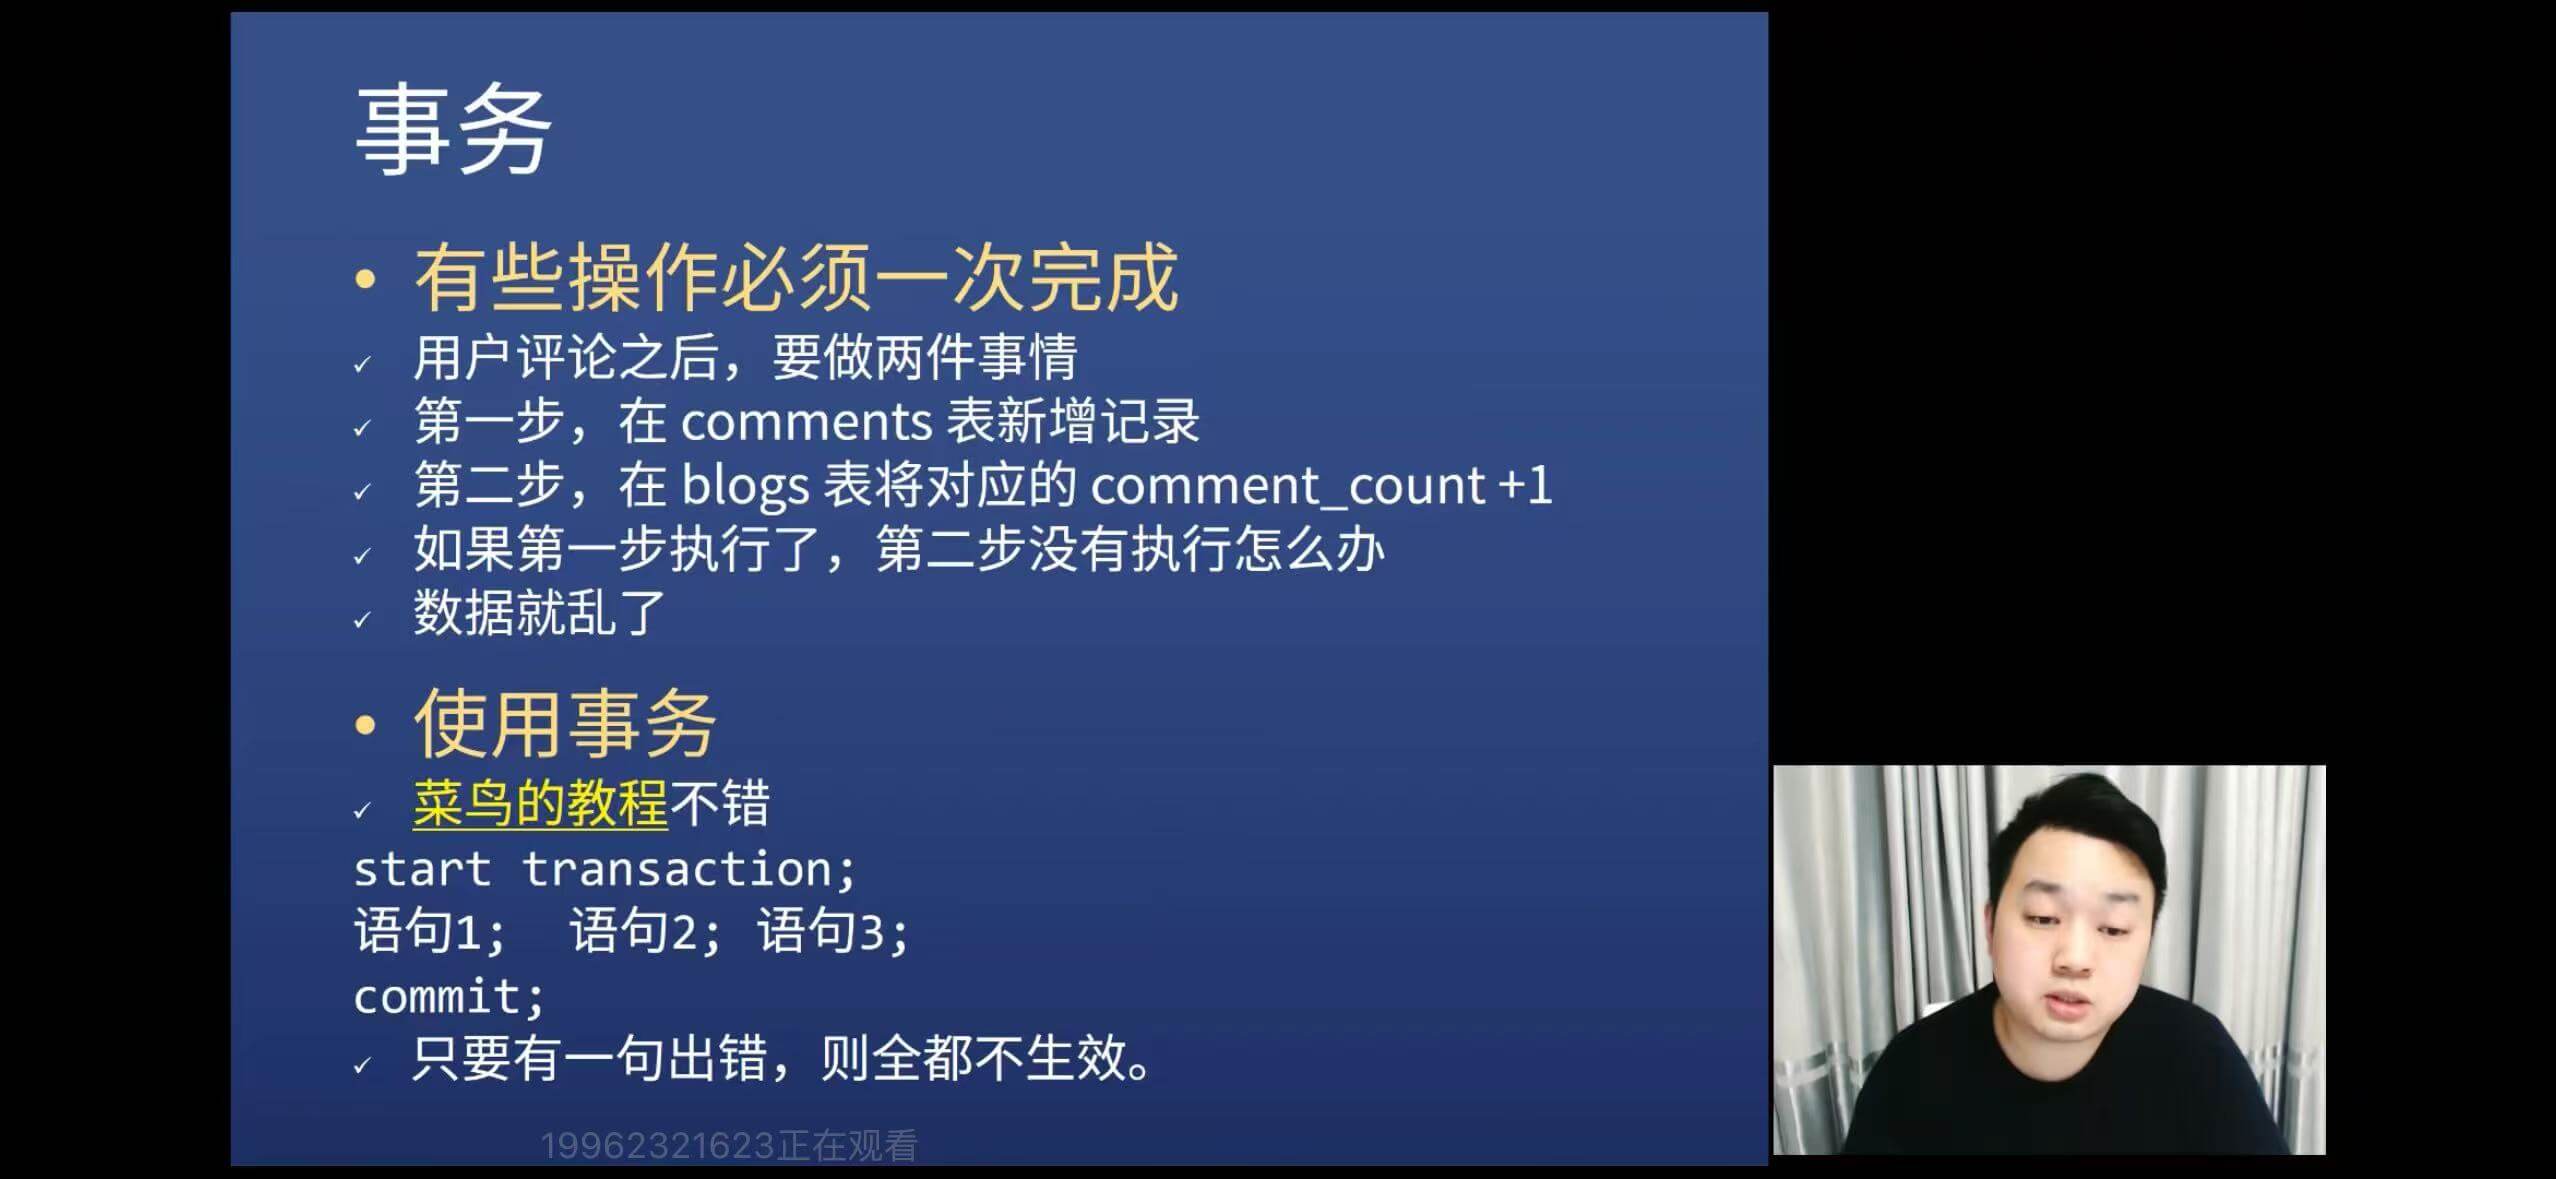 事务
• 有些操作必须一次完成
✓ 用户评论之后，要做两件事情
✓ 第一步，在 comments 表新增记录
✓ 第二步，在 blogs 表将对应的 comment_count +1
✓ 如果第一步执行了，第二步没有执行怎么办
✓ 数据就乱了
• 使用事务
✓ 菜鸟的教程不错
start transaction;
语句1; 语句2; 语句3;
commit;
✓ 只要有一句出错，则全都不生效。
19962321623正在观看